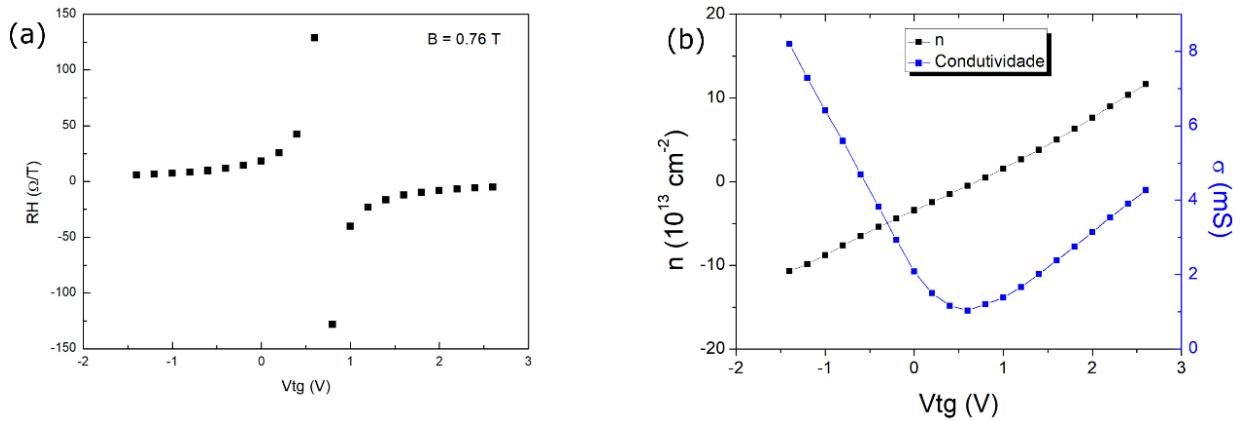 (a)
B = 0.76 T
150
100
50
0
-50
-100
-150
RH (Ω/T)
-2
-1
0
1
2
3
Vtg (V)
(b)
n
Condutividade
20
10
0
-10
-20
n (10¹³ cm⁻²)
8
6
4
2
0
σ (mS)
-2
-1
0
1
2
3
Vtg (V)